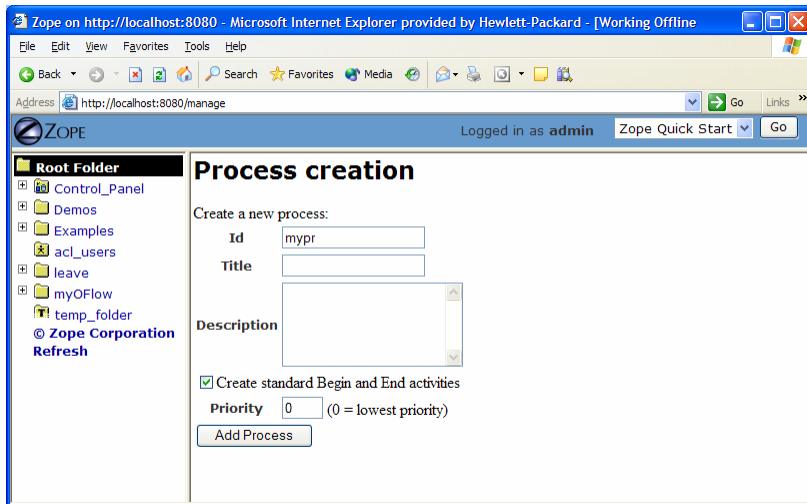 Zope on http://localhost:8080 - Microsoft Internet Explorer provided by Hewlett-Packard - [Working Offline
File Edit View Favorites Tools Help
Back Search Favorites Media
Address http://localhost:8080/manage Go Links »
ZOPE Logged in as admin Zope Quick Start Go
Root Folder
Control_Panel
Demos
Examples
acl_users
leave
myOFlow
temp_folder
© Zope Corporation
Refresh
Process creation
Create a new process:
Id mypr
Title
Description
Create standard Begin and End activities
Priority 0 (0 = lowest priority)
Add Process